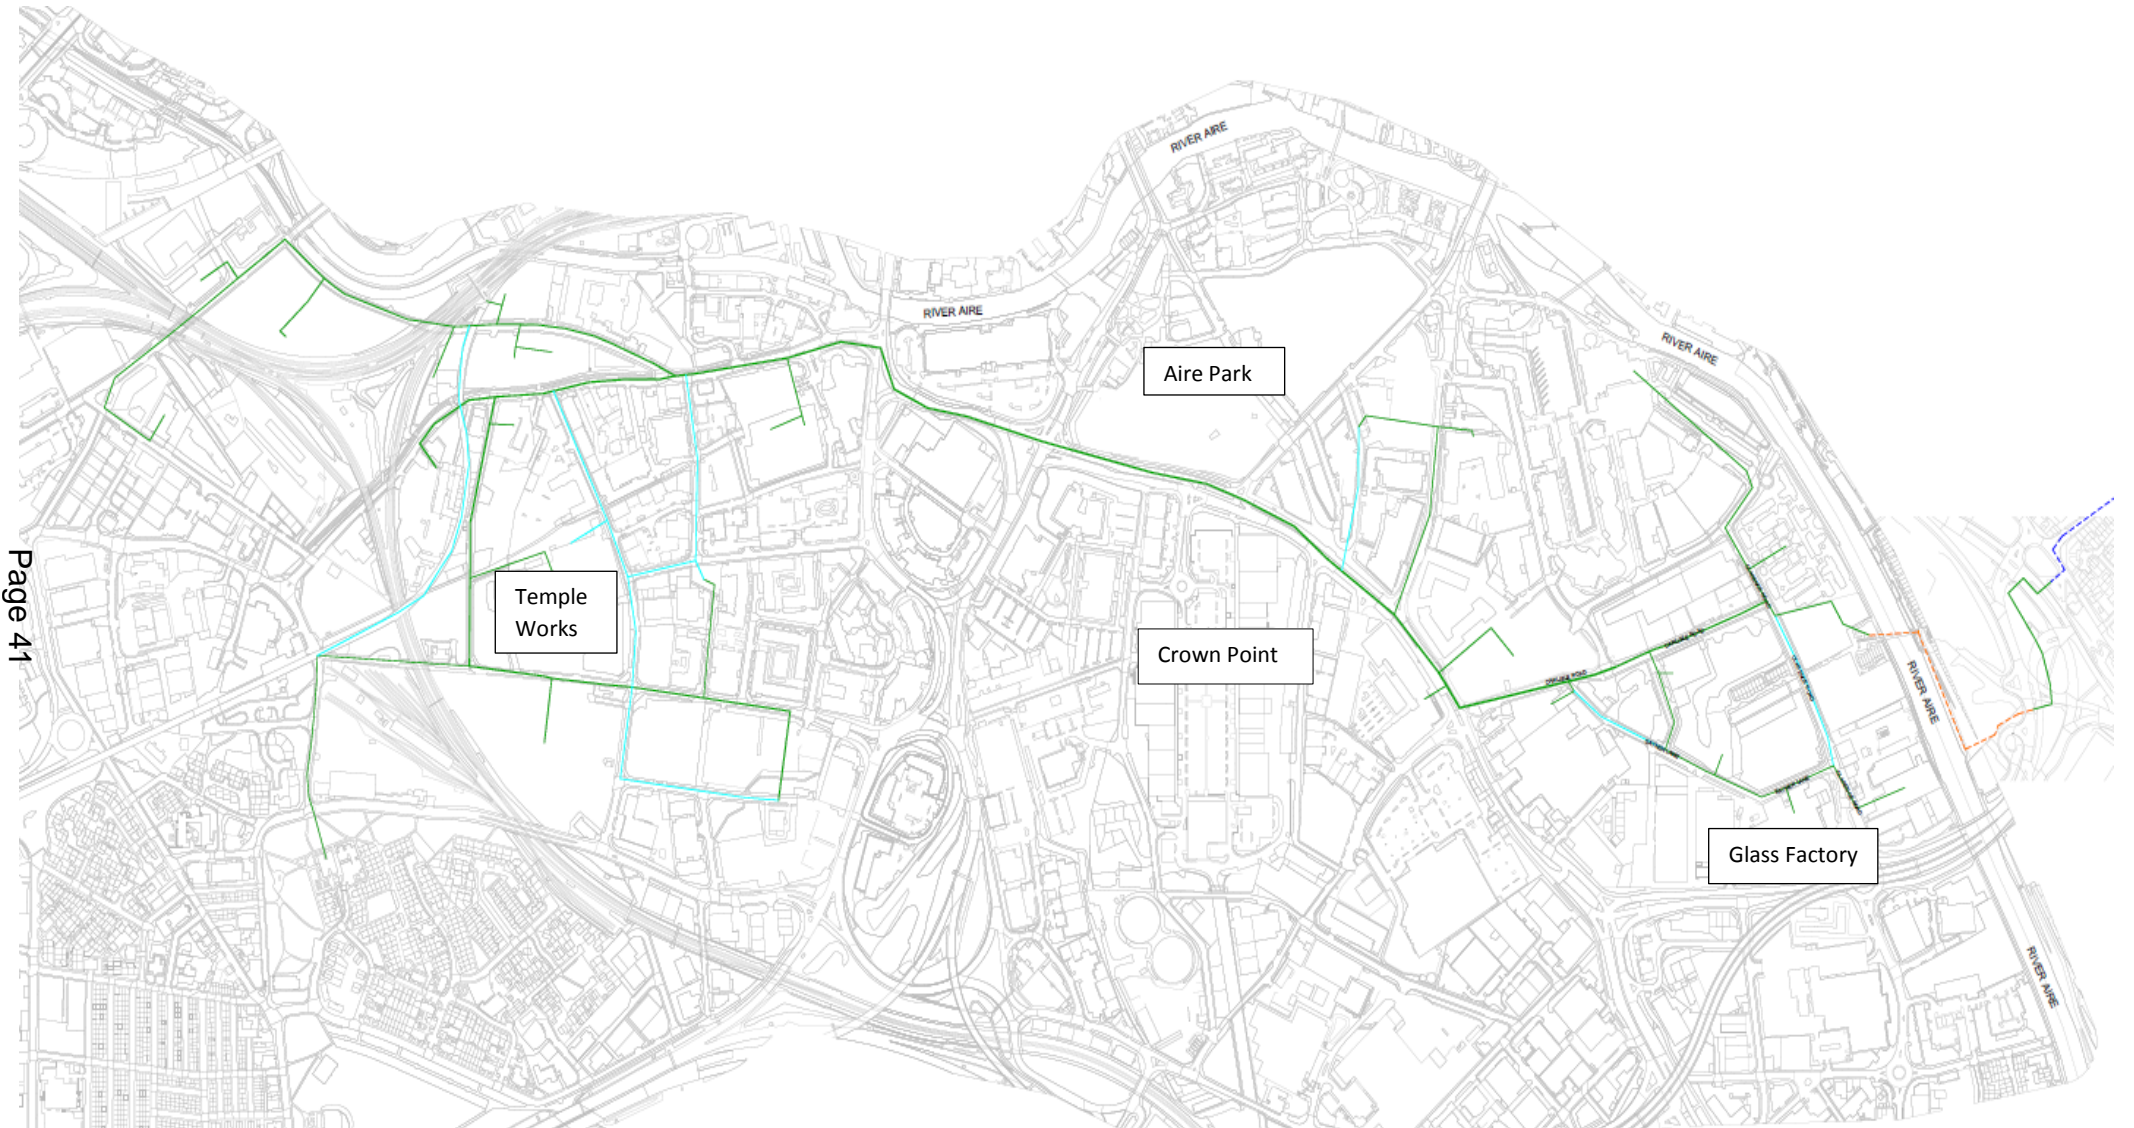 RIVER AIRE
RIVER AIRE
RIVER AIRE
Aire Park
Page 41
Temple
Works
Crown Point
RIVER AIRE
Glass Factory
RIVER AIRE